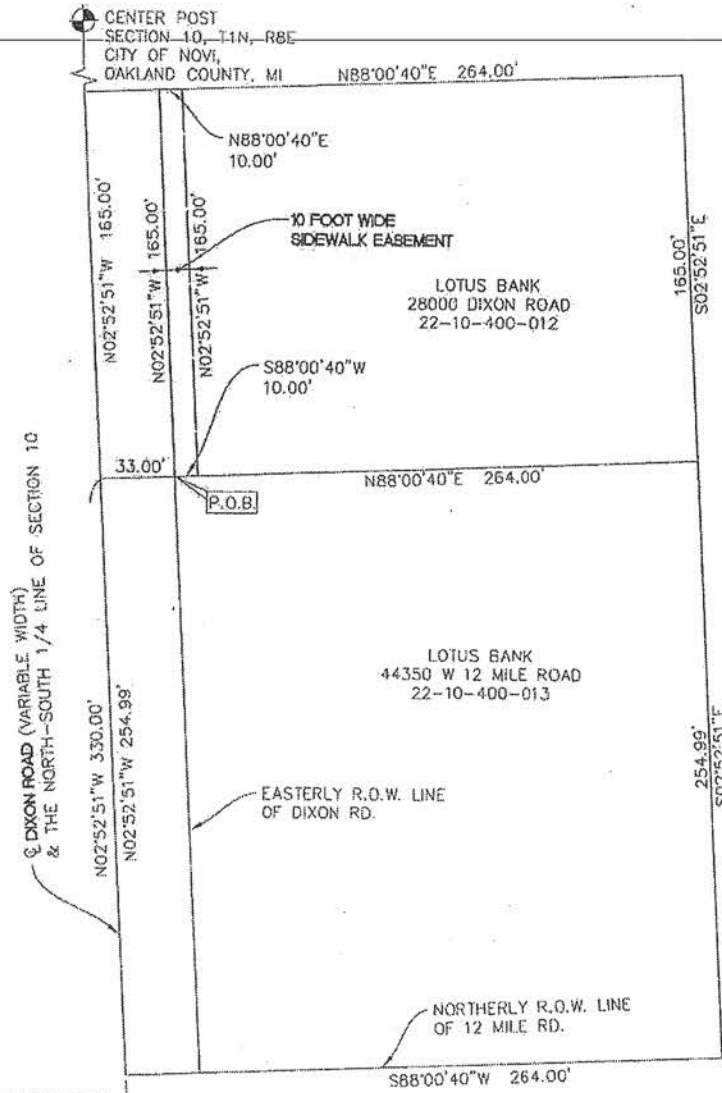 CENTER POST
SECTION 10, T1N, R8E
CITY OF NOVI,
OAKLAND COUNTY, MI
N88°00'40"E 264.00'
N88°00'40"E
10.00'
N02°52'51"W 165.00'
N02°52'51"W 165.00'
N02°52'51"W 165.00'
10 FOOT WIDE
SIDEWALK EASEMENT
LOTUS BANK
28000 DIXON ROAD
22-10-400-012
165.00'
S02°52'51"E
S88°00'40"W
10.00'
33.00'
N88°00'40"E 264.00'
P.O.B.
℄ DIXON ROAD (VARIABLE WIDTH)
& THE NORTH-SOUTH 1/4 LINE OF SECTION 10
N02°52'51"W 330.00'
N02°52'51"W 254.99'
LOTUS BANK
44350 W 12 MILE ROAD
22-10-400-013
254.99'
S02°52'51"E
EASTERLY R.O.W. LINE
OF DIXON RD.
NORTHERLY R.O.W. LINE
OF 12 MILE RD.
S88°00'40"W 264.00'